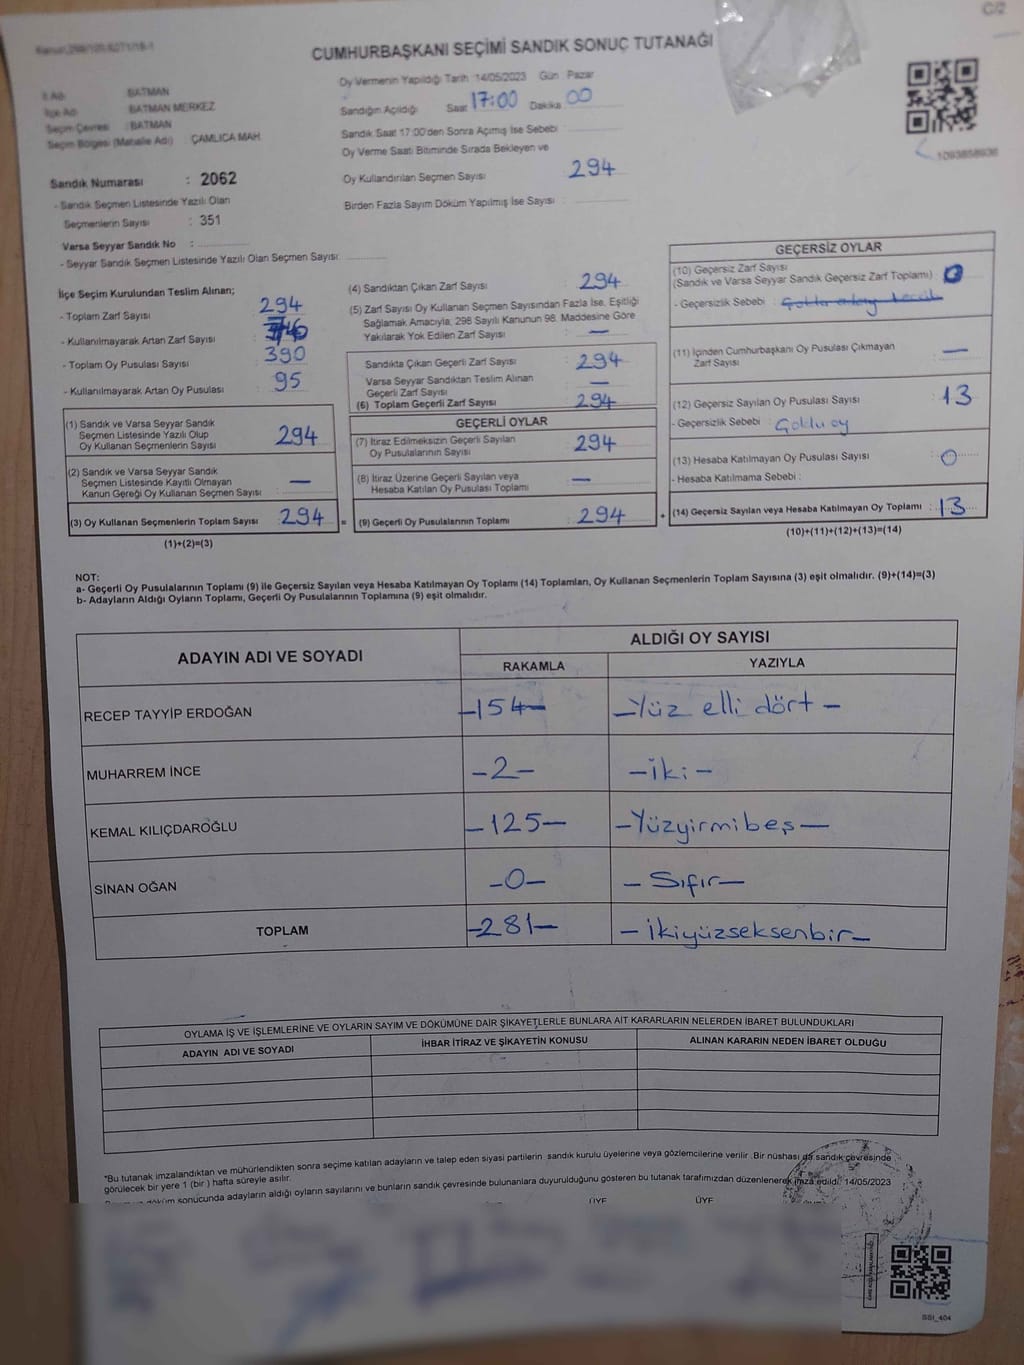 C/2
CUMHURBAŞKANI SEÇİMİ SANDIK SONUÇ TUTANAĞI
Oy Vermenin Yapıldığı Tarih :14/05/2023 Gün : Pazar
İl Adı : BATMAN
İlçe Adı : BATMAN MERKEZ
Seçim Çevresi : BATMAN
Seçim Bölgesi (Mahalle Adı) : ÇAMLICA MAH.
Sandığın Açıldığı Saat 17:00 Dakika 00
Sandık Saat 17:00'den Sonra Açılmış İse Sebebi :
Oy Verme Saati Bitiminde Sırada Bekleyen ve
Oy Kullandırılan Seçmen Sayısı : 294
Birden Fazla Sayım Döküm Yapılmış İse Sayısı :
1093858936
Sandık Numarası : 2062
- Sandık Seçmen Listesinde Yazılı Olan
Seçmenlerin Sayısı : 351
Varsa Seyyar Sandık No :
- Seyyar Sandık Seçmen Listesinde Yazılı Olan Seçmen Sayısı:
İlçe Seçim Kurulundan Teslim Alınan;
- Toplam Zarf Sayısı : 294
- Kullanılmayarak Artan Zarf Sayısı :
- Toplam Oy Pusulası Sayısı : 390
- Kullanılmayarak Artan Oy Pusulası : 95
(1) Sandık ve Varsa Seyyar Sandık
Seçmen Listesinde Yazılı Olup
Oy Kullanan Seçmenlerin Sayısı : 294
(2) Sandık ve Varsa Seyyar Sandık
Seçmen Listesinde Kayıtlı Olmayan
Kanun Gereği Oy Kullanan Seçmen Sayısı : —
(3) Oy Kullanan Seçmenlerin Toplam Sayısı : 294 =
(1)+(2)=(3)
(4) Sandıktan Çıkan Zarf Sayısı : 294
(5) Zarf Sayısı Oy Kullanan Seçmen Sayısından Fazla İse, Eşitliği
Sağlamak Amacıyla, 298 Sayılı Kanunun 98. Maddesine Göre
Yakılarak Yok Edilen Zarf Sayısı : —
Sandıkta Çıkan Geçerli Zarf Sayısı : 294
Varsa Seyyar Sandıktan Teslim Alınan
Geçerli Zarf Sayısı : —
(6) Toplam Geçerli Zarf Sayısı : 294
GEÇERLİ OYLAR
(7) İtiraz Edilmeksizin Geçerli Sayılan
Oy Pusulalarının Sayısı : 294
(8) İtiraz Üzerine Geçerli Sayılan veya
Hesaba Katılan Oy Pusulası Toplamı : —
(9) Geçerli Oy Pusulalarının Toplamı : 294 +
GEÇERSİZ OYLAR
(10) Geçersiz Zarf Sayısı
(Sandık ve Varsa Seyyar Sandık Geçersiz Zarf Toplamı) : 0
- Geçersizlik Sebebi :
(11) İçinden Cumhurbaşkanı Oy Pusulası Çıkmayan
Zarf Sayısı : —
(12) Geçersiz Sayılan Oy Pusulası Sayısı : 13
- Geçersizlik Sebebi :
(13) Hesaba Katılmayan Oy Pusulası Sayısı : 0
- Hesaba Katılmama Sebebi :
(14) Geçersiz Sayılan veya Hesaba Katılmayan Oy Toplamı : 13
(10)+(11)+(12)+(13)=(14)
NOT:
a- Geçerli Oy Pusulalarının Toplamı (9) ile Geçersiz Sayılan veya Hesaba Katılmayan Oy Toplamı (14) Toplamları, Oy Kullanan Seçmenlerin Toplam Sayısına (3) eşit olmalıdır. (9)+(14)=(3)
b- Adayların Aldığı Oyların Toplamı, Geçerli Oy Pusulalarının Toplamına (9) eşit olmalıdır.
ADAYIN ADI VE SOYADI
ALDIĞI OY SAYISI
RAKAMLA YAZIYLA
RECEP TAYYİP ERDOĞAN -154- -Yüz elli dört-
MUHARREM İNCE -2- -iki-
KEMAL KILIÇDAROĞLU -125- -Yüzyirmibeş-
SİNAN OĞAN -0- -Sıfır-
TOPLAM -281- -ikiyüzseksenbir-
OYLAMA İŞ VE İŞLEMLERİNE VE OYLARIN SAYIM VE DÖKÜMÜNE DAİR ŞİKAYETLERLE BUNLARA AİT KARARLARIN NELERDEN İBARET BULUNDUKLARI
ADAYIN ADI VE SOYADI İHBAR İTİRAZ VE ŞİKAYETİN KONUSU ALINAN KARARIN NEDEN İBARET OLDUĞU
*Bu tutanak imzalandıktan ve mühürlendikten sonra seçime katılan adayların ve talep eden siyasi partilerin sandık kurulu üyelerine veya gözlemcilerine verilir. Bir nüshası da sandık çevresinde
görülecek bir yere 1 (bir ) hafta süreyle asılır.
döküm sonucunda adayların aldığı oyların sayılarını ve bunların sandık çevresinde bulunanlara duyurulduğunu gösteren bu tutanak tarafımızdan düzenlenerek imza edildi. 14/05/2023
ÜYE ÜYE
SSI_404